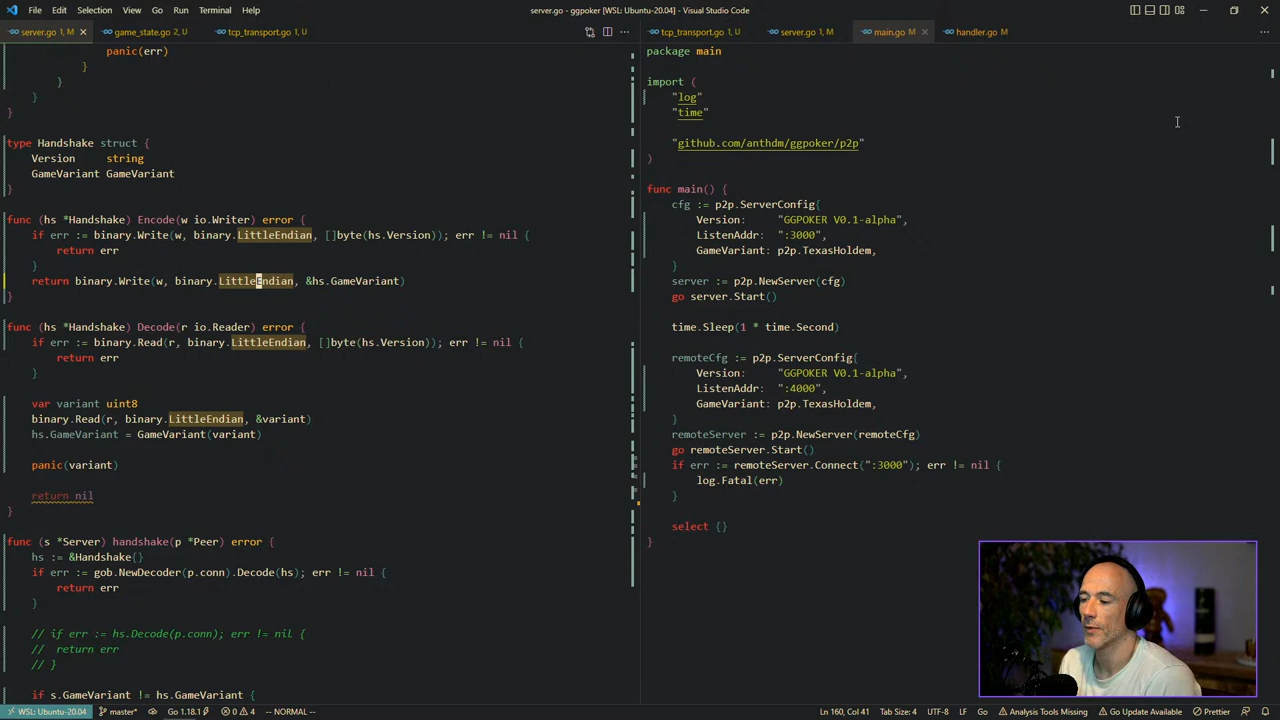 File Edit Selection View Go Run Terminal Help
server.go - ggpoker [WSL: Ubuntu-20.04] - Visual Studio Code
server.go 1, M
game_state.go 2, U
tcp_transport.go 1, U
panic(err)
}
}
}
}
type Handshake struct {
Version string
GameVariant GameVariant
}
func (hs *Handshake) Encode(w io.Writer) error {
if err := binary.Write(w, binary.LittleEndian, []byte(hs.Version)); err != nil {
return err
}
return binary.Write(w, binary.LittleEndian, &hs.GameVariant)
}
func (hs *Handshake) Decode(r io.Reader) error {
if err := binary.Read(r, binary.LittleEndian, []byte(hs.Version)); err != nil {
return err
}
var variant uint8
binary.Read(r, binary.LittleEndian, &variant)
hs.GameVariant = GameVariant(variant)
panic(variant)
return nil
}
func (s *Server) handshake(p *Peer) error {
hs := &Handshake{}
if err := gob.NewDecoder(p.conn).Decode(hs); err != nil {
return err
}
// if err := hs.Decode(p.conn); err != nil {
// return err
// }
if s.GameVariant != hs.GameVariant {
tcp_transport.go 1, U
server.go 1, M
main.go M
handler.go M
package main
import (
"log"
"time"
"github.com/anthdm/ggpoker/p2p"
)
func main() {
cfg := p2p.ServerConfig{
Version: "GGPOKER V0.1-alpha",
ListenAddr: ":3000",
GameVariant: p2p.TexasHoldem,
}
server := p2p.NewServer(cfg)
go server.Start()
time.Sleep(1 * time.Second)
remoteCfg := p2p.ServerConfig{
Version: "GGPOKER V0.1-alpha",
ListenAddr: ":4000",
GameVariant: p2p.TexasHoldem,
}
remoteServer := p2p.NewServer(remoteCfg)
go remoteServer.Start()
if err := remoteServer.Connect(":3000"); err != nil {
log.Fatal(err)
}
select {}
}
WSL: Ubuntu-20.04 master* Go 1.18.1 0 4 -- NORMAL -- Ln 160, Col 41 Tab Size: 4 UTF-8 LF Go Analysis Tools Missing Go Update Available Prettier